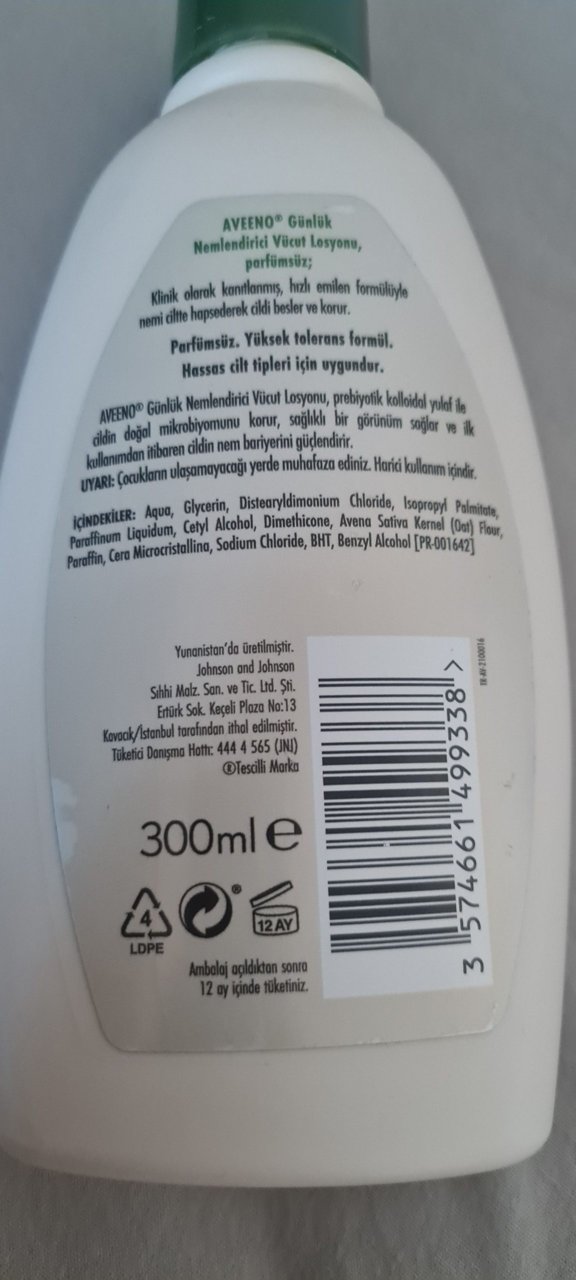 AVEENO® Günlük
Nemlendirici Vücut Losyonu,
parfümsüz;
Klinik olarak kanıtlanmış, hızlı emilen formülüyle
nemi ciltte hapsederek cildi besler ve korur.
Parfümsüz. Yüksek tolerans formül.
Hassas cilt tipleri için uygundur.
AVEENO® Günlük Nemlendirici Vücut Losyonu, prebiyotik kolloidal yulaf ile
cildin doğal mikrobiyomunu korur, sağlıklı bir görünüm sağlar ve ilk
kullanımdan itibaren cildin nem bariyerini güçlendirir.
UYARI: Çocukların ulaşamayacağı yerde muhafaza ediniz. Harici kullanım içindir.
İÇİNDEKİLER: Aqua, Glycerin, Distearyldimonium Chloride, Isopropyl Palmitate,
Paraffinum Liquidum, Cetyl Alcohol, Dimethicone, Avena Sativa Kernel (Oat) Flour,
Paraffin, Cera Microcristallina, Sodium Chloride, BHT, Benzyl Alcohol [PR-001642]
Yunanistan'da üretilmiştir.
Johnson and Johnson
Sıhhi Malz. San. ve Tic. Ltd. Şti.
Ertürk Sok. Keçeli Plaza No:13
Kavacık/İstanbul tarafından ithal edilmiştir.
Tüketici Danışma Hattı: 444 4 565 (JNJ)
®Tescilli Marka
300ml e
4
LDPE
®
12 AY
Ambalaj açıldıktan sonra
12 ay içinde tüketiniz.
3 574661 499338 >
TR-AV-2100016